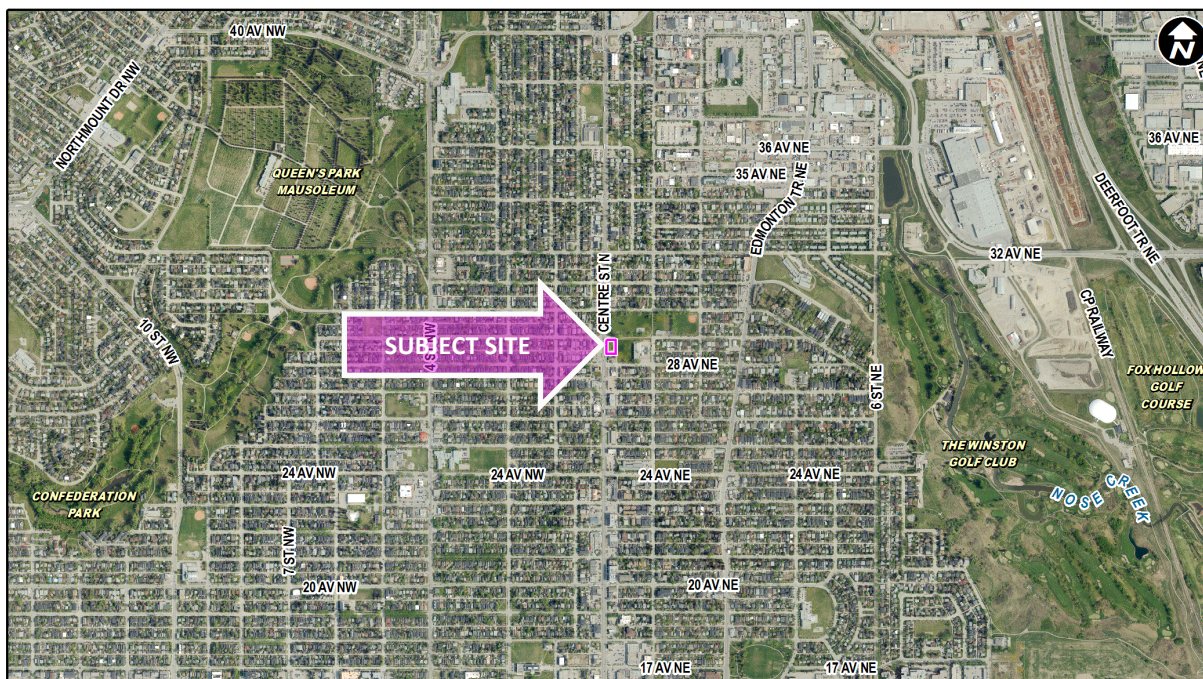 40 AV NW
N
NORTHMOUNT DR NW
QUEEN'S PARK
MAUSOLEUM
36 AV NE
36 AV NE
35 AV NE
EDMONTON TR NE
DEERFOOT TR NE
32 AV NE
CENTRE ST N
CP RAILWAY
10 ST NW
SUBJECT SITE
28 AV NE
6 ST NE
FOX HOLLOW
GOLF
COURSE
THE WINSTON
GOLF CLUB
24 AV NW
24 AV NW
24 AV NE
24 AV NE
CONFEDERATION
PARK
NOSE CREEK
7 ST NW
20 AV NW
20 AV NE
17 AV NE
17 AV NE